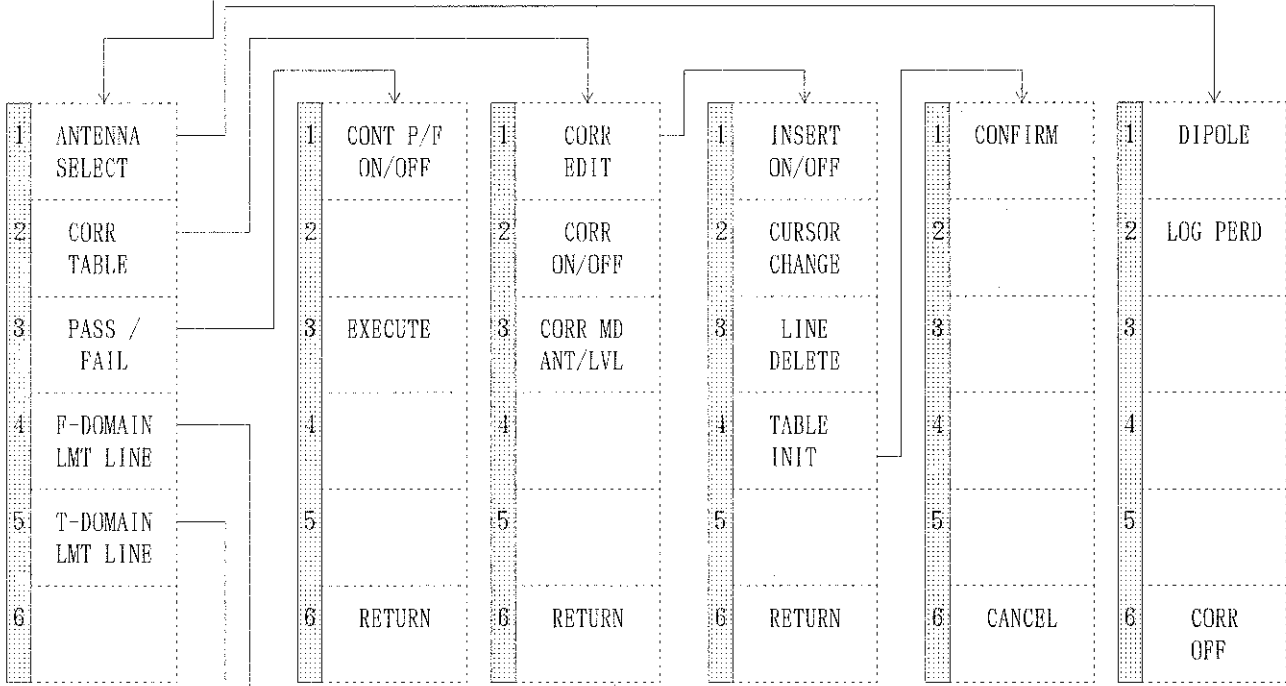 1 ANTENNA
SELECT
2 CORR
TABLE
3 PASS /
FAIL
4 F-DOMAIN
LMT LINE
5 T-DOMAIN
LMT LINE
6
1 CONT P/F
ON/OFF
2
3 EXECUTE
4
5
6 RETURN
1 CORR
EDIT
2 CORR
ON/OFF
3 CORR MD
ANT/LVL
4
5
6 RETURN
1 INSERT
ON/OFF
2 CURSOR
CHANGE
3 LINE
DELETE
4 TABLE
INIT
5
6 RETURN
1 CONFIRM
2
3
4
5
6 CANCEL
1 DIPOLE
2 LOG PERD
3
4
5
6 CORR
OFF